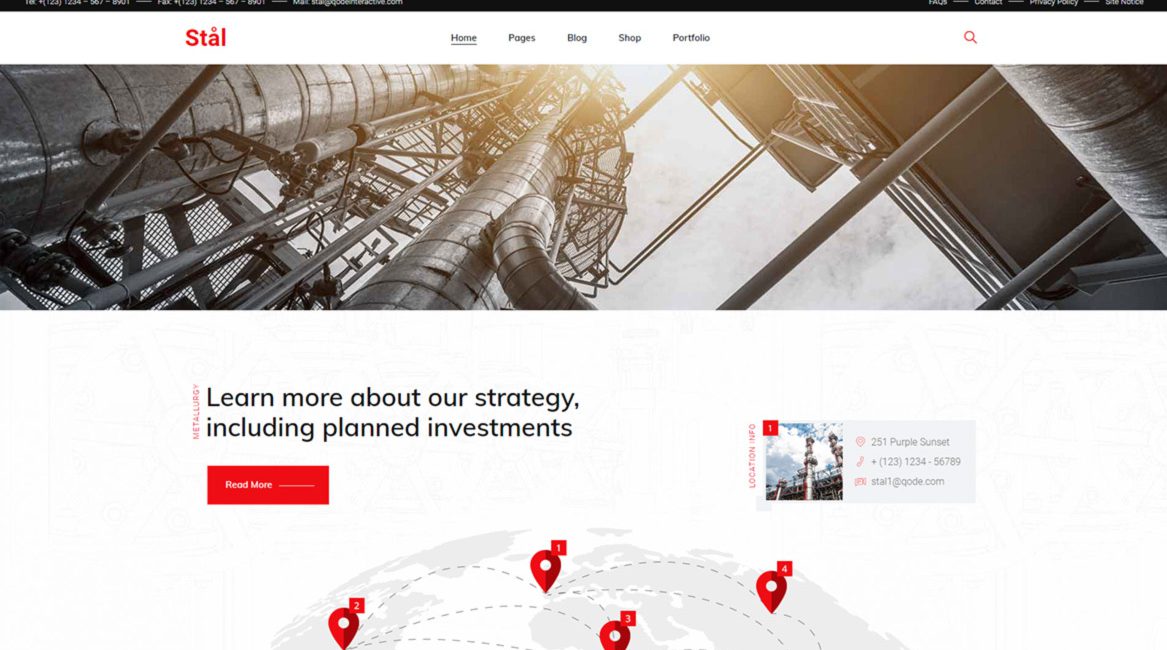 Tel: +(123) 1234 – 567 – 8901 Fax: +(123) 1234 – 567 – 8901 Mail: stal@qodeinteractive.com FAQs Contact Privacy Policy Site Notice
Stål
Home Pages Blog Shop Portfolio
METALLURGY
Learn more about our strategy,
including planned investments
Read More
LOCATION INFO
1
251 Purple Sunset
+ (123) 1234 - 56789
stal1@qode.com
1
4
2
3